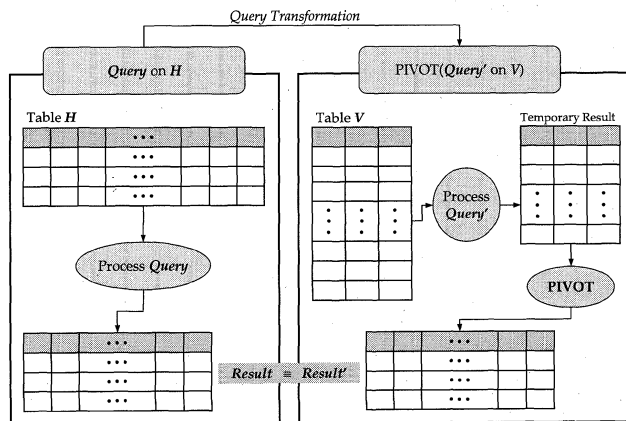 Query Transformation
Query on H
PIVOT(Query' on V)
Table H
Table V
Temporary Result
Process
Query'
Process Query
PIVOT
Result ≡ Result'